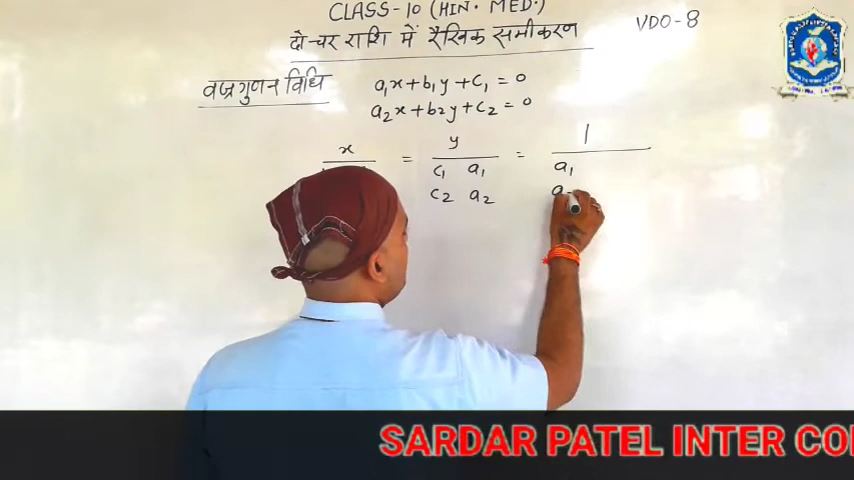 CLASS-10 (HIN. MED.)
दो-चर राशि में रैखिक समीकरण
VDO-8
वज्रगुणन विधि
a₁x+b₁y+C₁ = 0
a₂x+b₂y+C₂ = 0
x = y = 1
C₁ a₁ a₁
C₂ a₂ a
SARDAR PATEL INTER CO